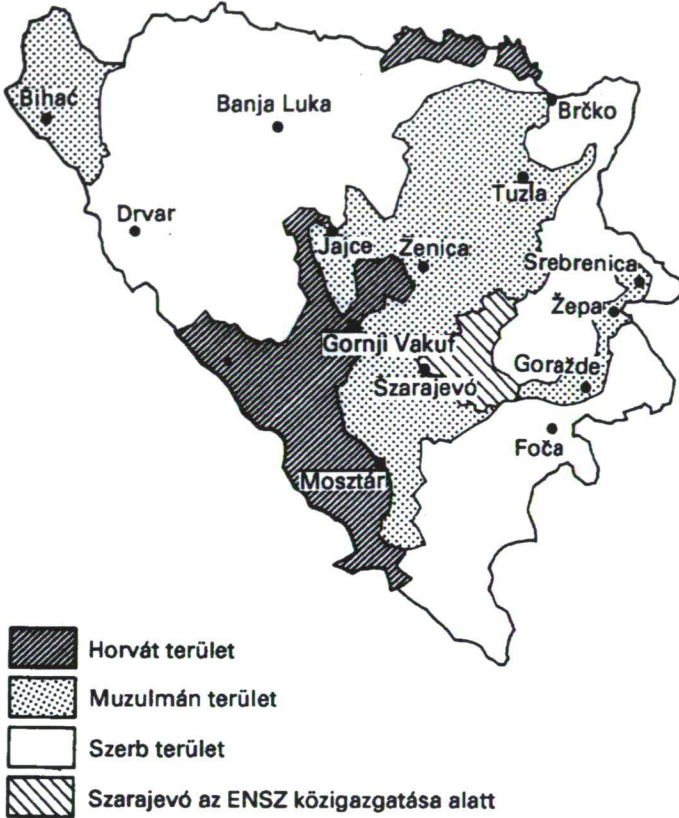 Bihać
Banja Luka
Brčko
Tuzla
Drvar
Jajce
Ženica
Srebrenica
Žepa
Gornji Vakuf
Goražde
Szarajevó
Foča
Mosztár
Horvát terület
Muzulmán terület
Szerb terület
Szarajevó az ENSZ közigazgatása alatt